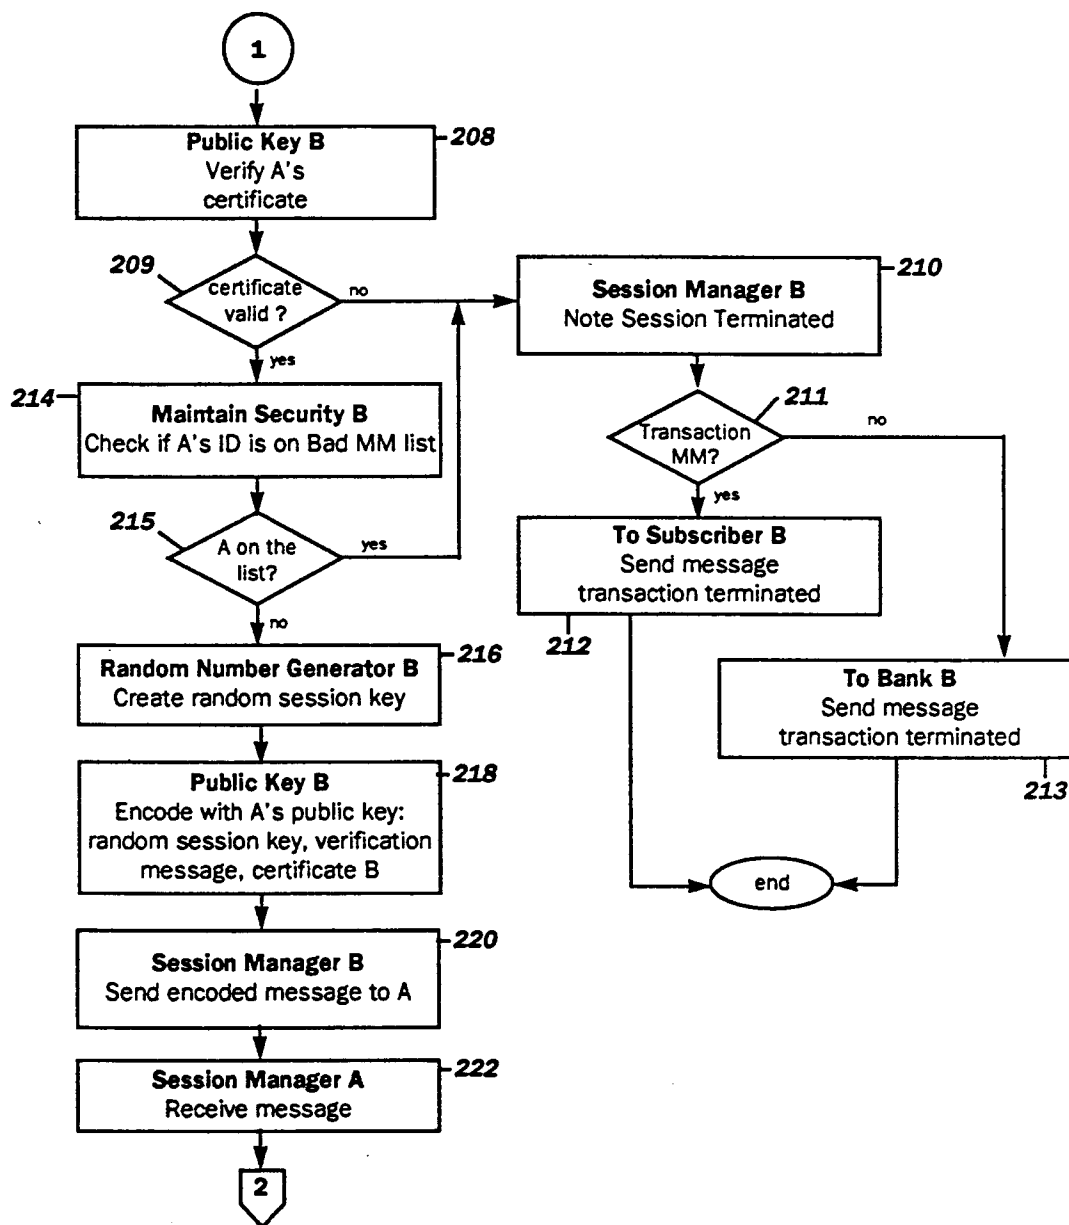 1
Public Key B
Verify A's
certificate
208
209
certificate
valid ?
no
yes
Session Manager B
Note Session Terminated
210
214
Maintain Security B
Check if A's ID is on Bad MM list
211
Transaction
MM?
no
yes
215
A on the
list?
yes
no
To Subscriber B
Send message
transaction terminated
212
Random Number Generator B
Create random session key
216
To Bank B
Send message
transaction terminated
213
Public Key B
Encode with A's public key:
random session key, verification
message, certificate B
218
end
Session Manager B
Send encoded message to A
220
Session Manager A
Receive message
222
2